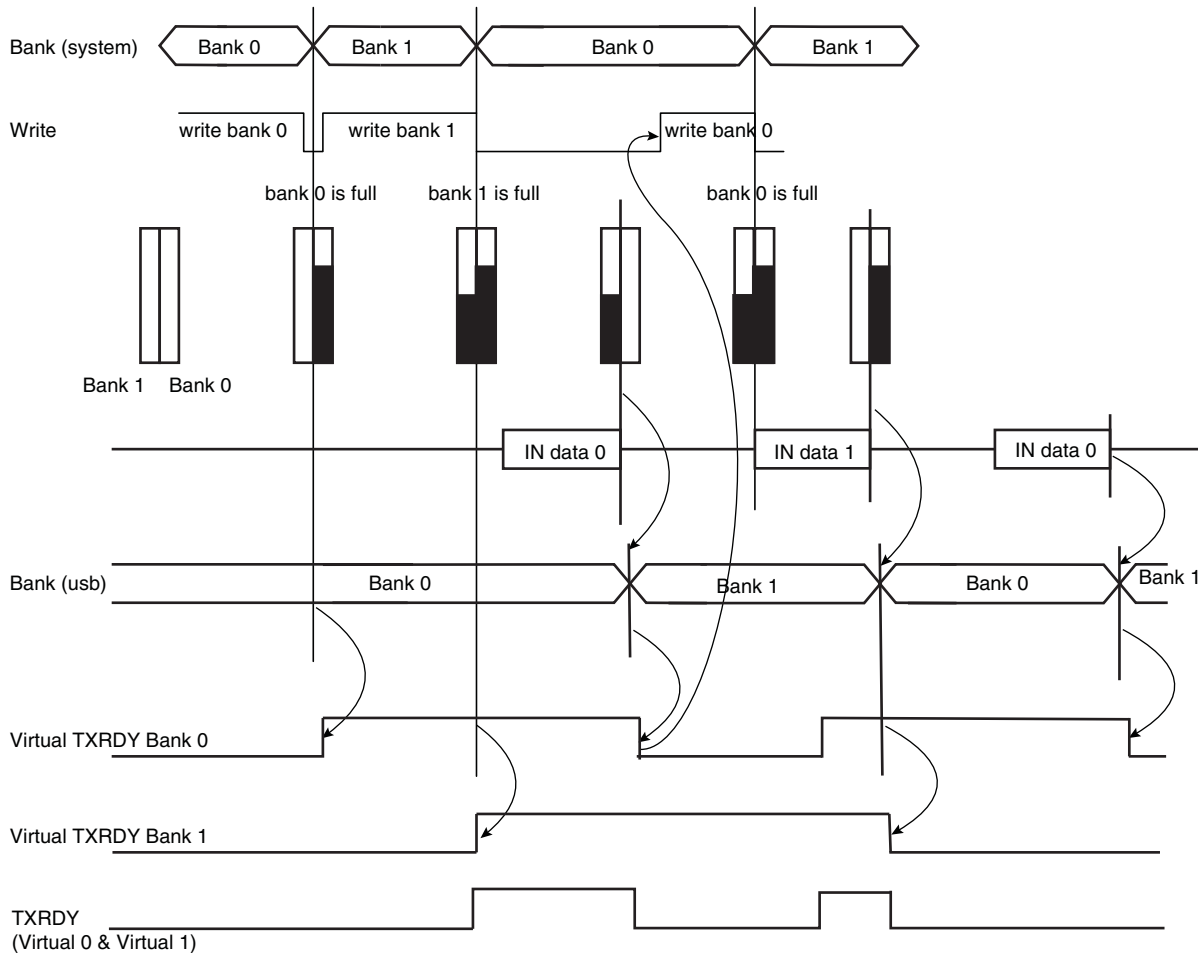 Bank (system)
Bank 0
Bank 1
Bank 0
Bank 1
Write
write bank 0
write bank 1
write bank 0
bank 0 is full
bank 1 is full
bank 0 is full
Bank 1
Bank 0
IN data 0
IN data 1
IN data 0
Bank (usb)
Bank 0
Bank 1
Bank 0
Bank 1
Virtual TXRDY Bank 0
Virtual TXRDY Bank 1
TXRDY
(Virtual 0 & Virtual 1)